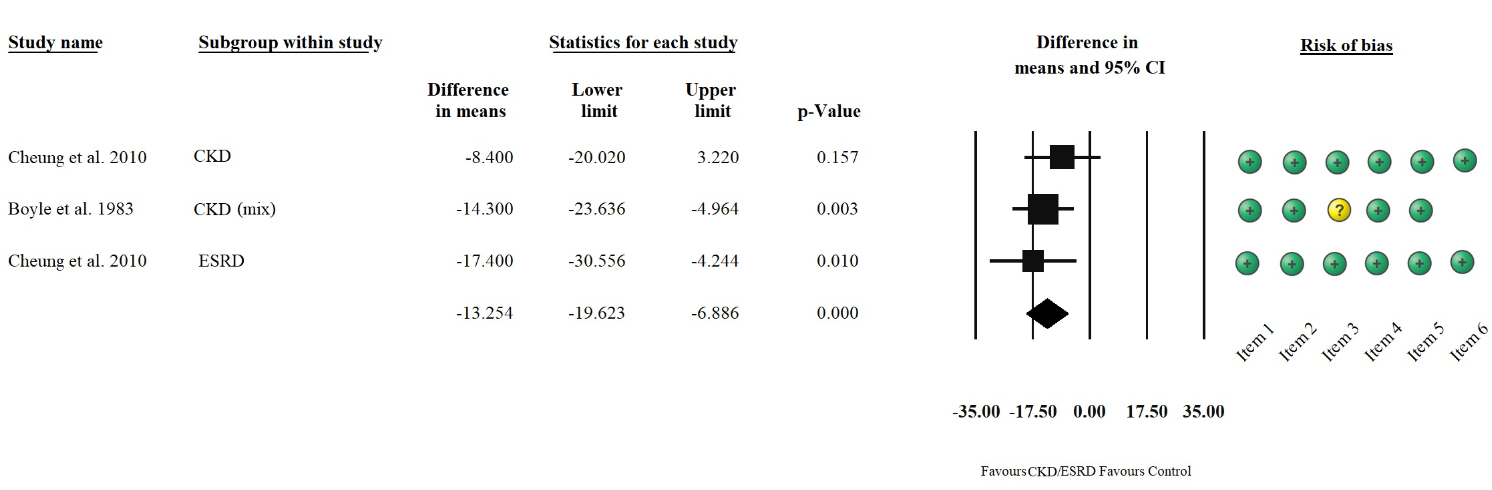 Study name Subgroup within study Statistics for each study Difference in means and 95% CI Risk of bias
Difference in means Lower limit Upper limit p-Value
Cheung et al. 2010 CKD -8.400 -20.020 3.220 0.157 + + + + + +
Boyle et al. 1983 CKD (mix) -14.300 -23.636 -4.964 0.003 + + ? + +
Cheung et al. 2010 ESRD -17.400 -30.556 -4.244 0.010 + + + + + +
-13.254 -19.623 -6.886 0.000
Item 1 Item 2 Item 3 Item 4 Item 5 Item 6
-35.00 -17.50 0.00 17.50 35.00
Favours CKD/ESRD Favours Control